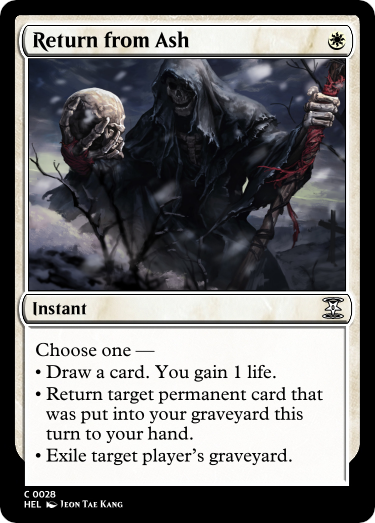 Return from Ash
Instant
Choose one —
• Draw a card. You gain 1 life.
• Return target permanent card that
was put into your graveyard this
turn to your hand.
• Exile target player's graveyard.
C 0028
HEL Jeon Tae Kang